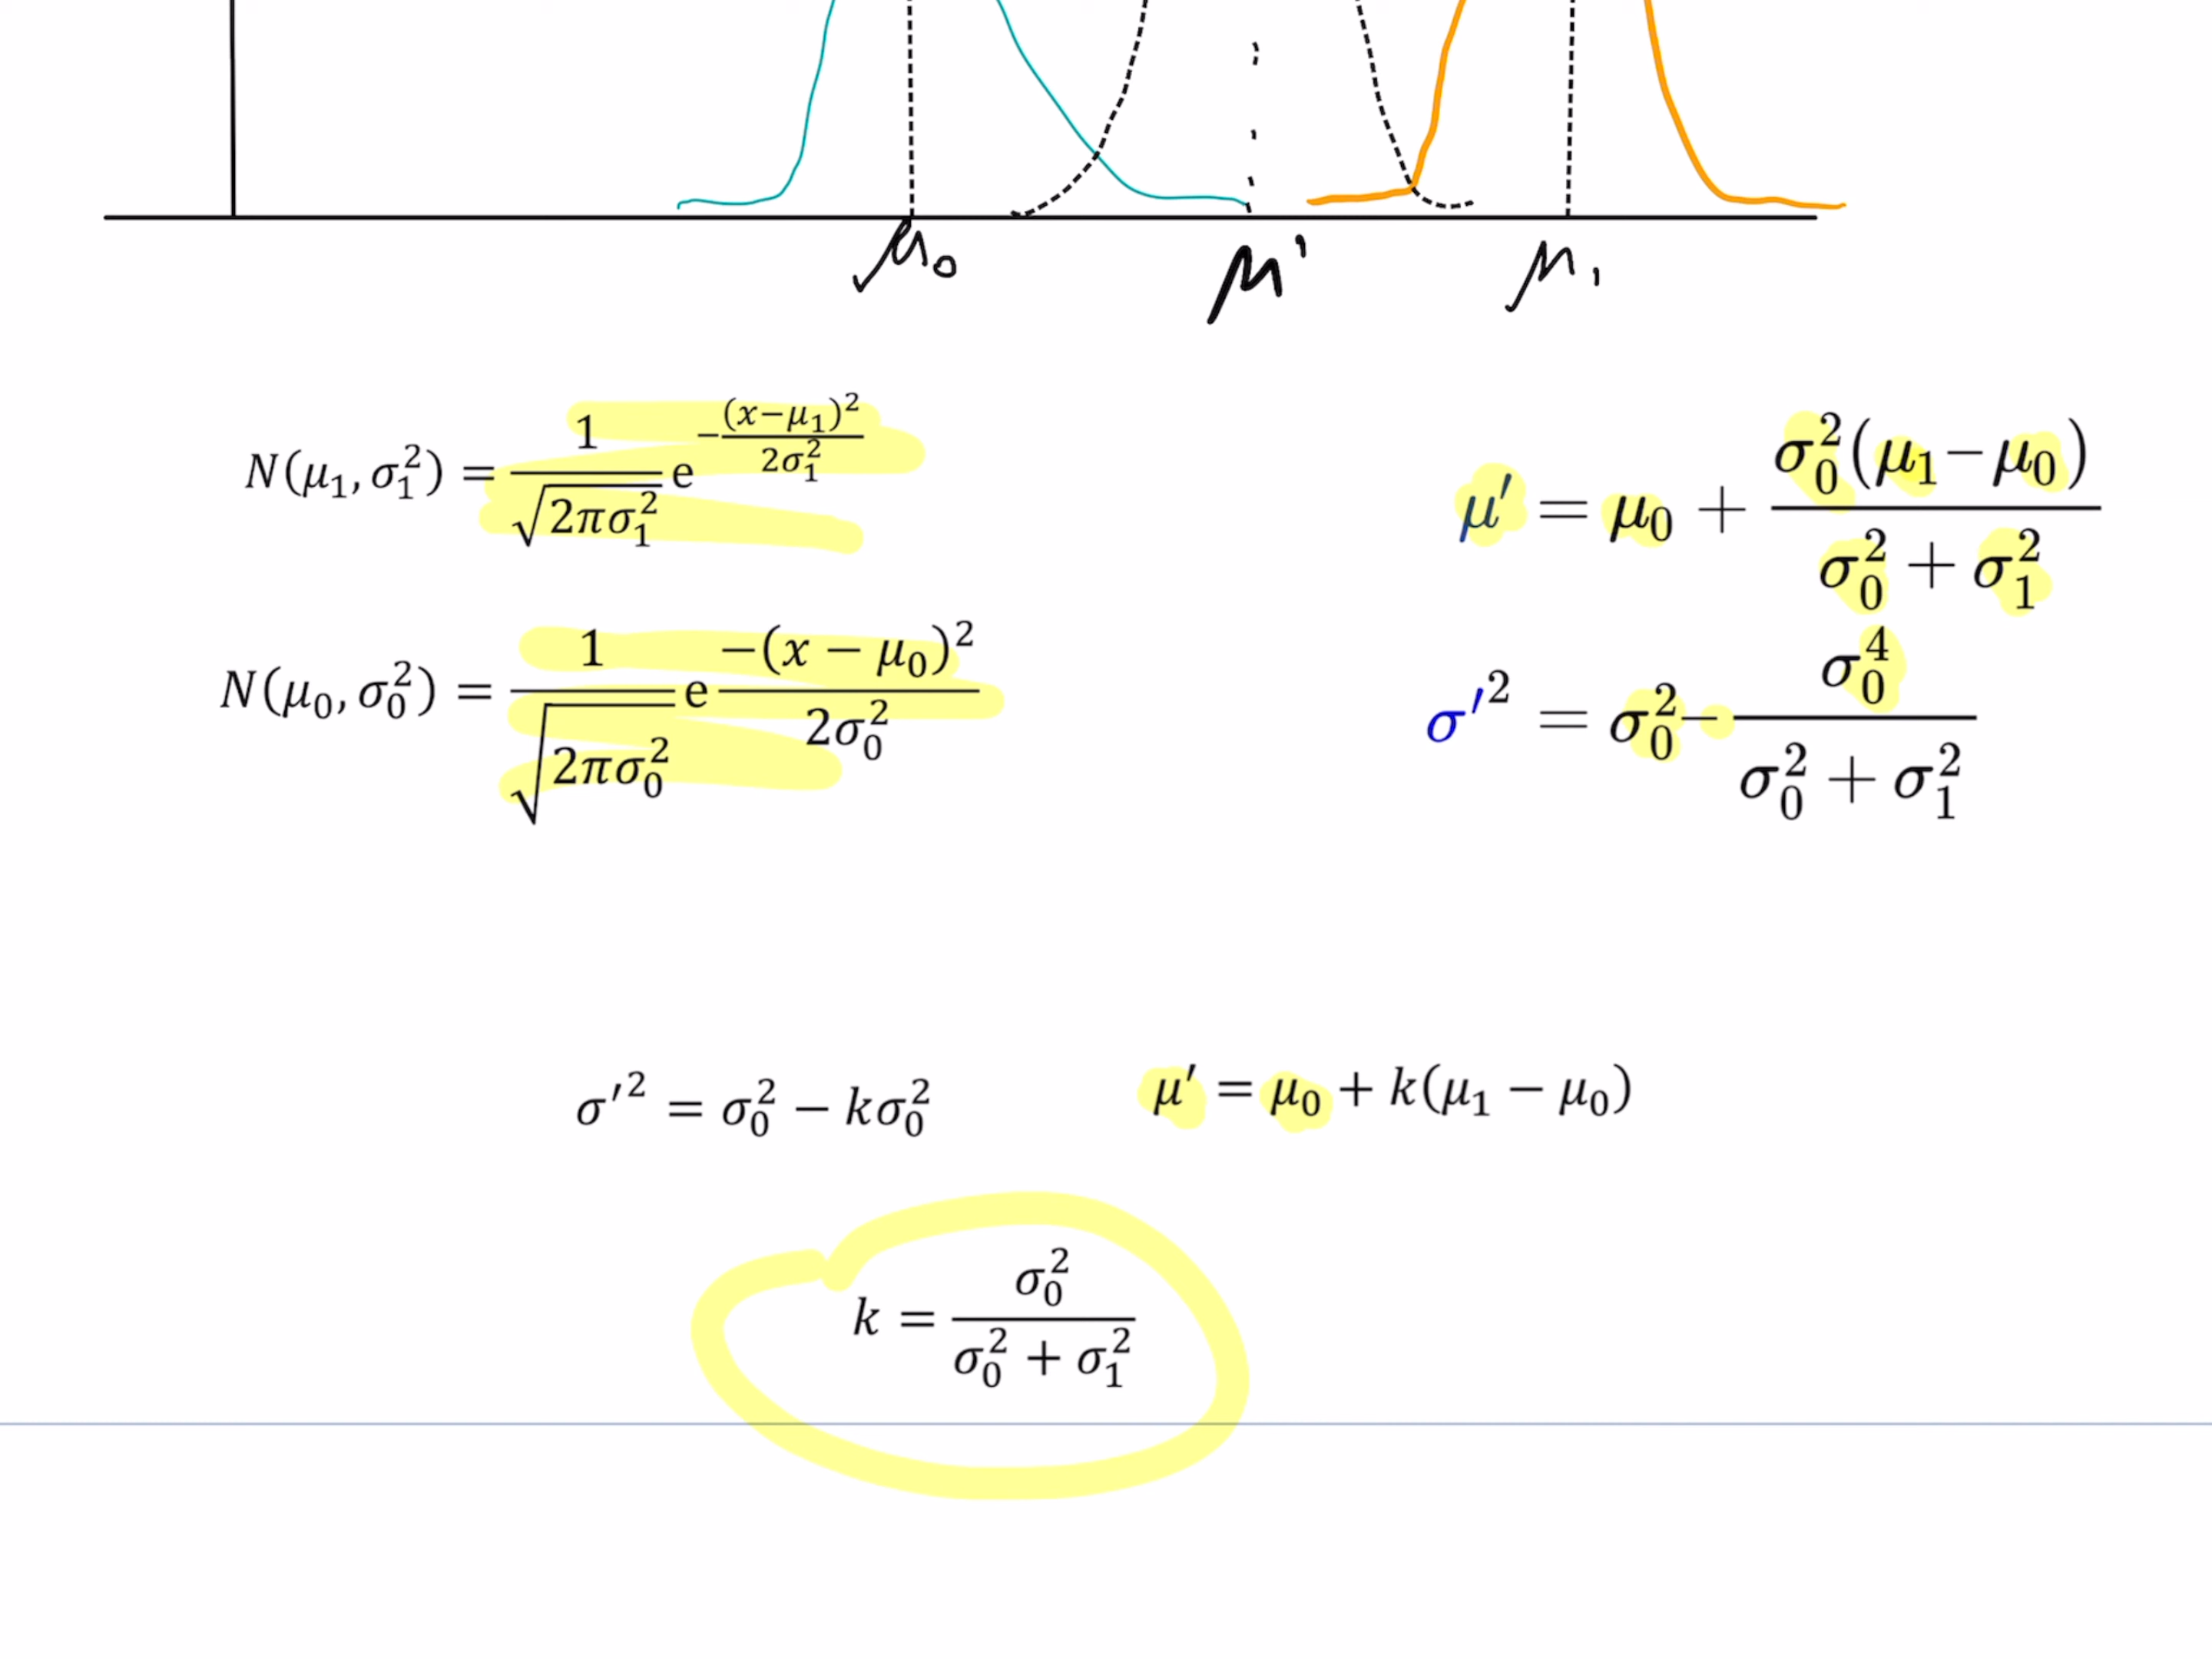 μ₀ μ' μ₁
N(μ₁, σ₁²) = 1/√(2πσ₁²) e^(−(x−μ₁)²/(2σ₁²))
μ' = μ₀ + σ₀²(μ₁−μ₀)/(σ₀² + σ₁²)
N(μ₀, σ₀²) = 1/√(2πσ₀²) e −(x − μ₀)²/(2σ₀²)
σ'² = σ₀² − σ₀⁴/(σ₀² + σ₁²)
σ'² = σ₀² − kσ₀² μ' = μ₀ + k(μ₁ − μ₀)
k = σ₀²/(σ₀² + σ₁²)